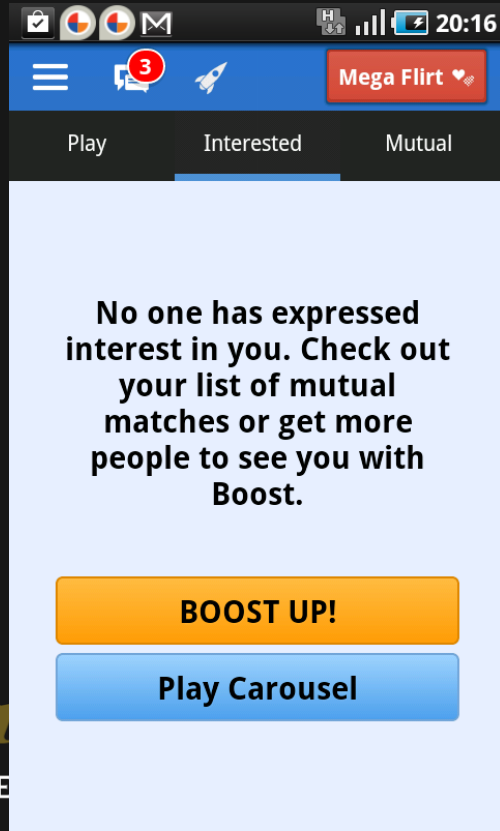 H 20:16
3 Mega Flirt
Play Interested Mutual
No one has expressed
interest in you. Check out
your list of mutual
matches or get more
people to see you with
Boost.
BOOST UP!
Play Carousel
E